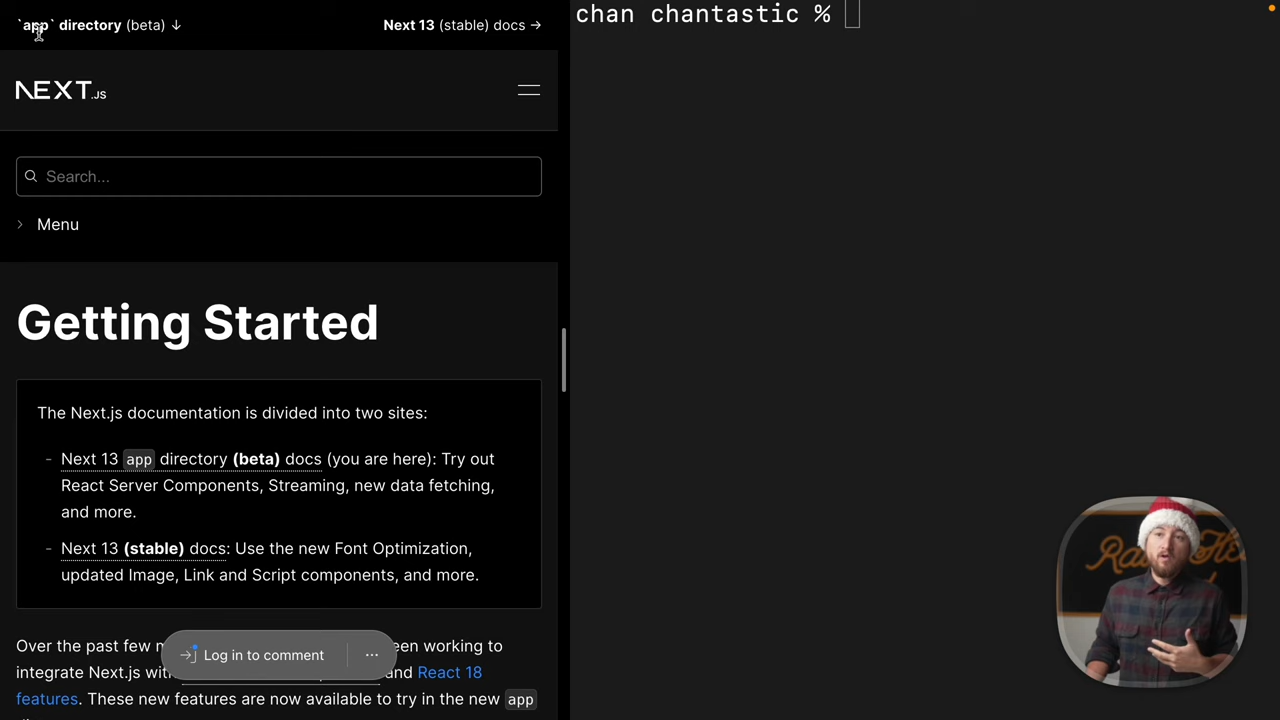 `app` directory (beta) ↓
Next 13 (stable) docs →
NEXT.JS
Search...
Menu
Getting Started
The Next.js documentation is divided into two sites:
- Next 13 app directory (beta) docs (you are here): Try out
React Server Components, Streaming, new data fetching,
and more.
- Next 13 (stable) docs: Use the new Font Optimization,
updated Image, Link and Script components, and more.
Over the past few
een working to
integrate Next.js with
and React 18
features. These new features are now available to try in the new app
Log in to comment
...
chan chantastic %